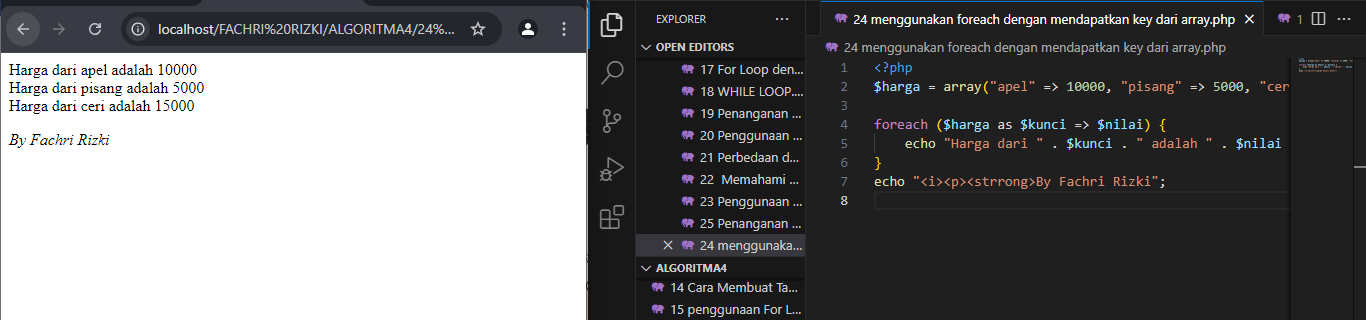 localhost/FACHRI%20RIZKI/ALGORITMA4/24%...
Harga dari apel adalah 10000
Harga dari pisang adalah 5000
Harga dari ceri adalah 15000
By Fachri Rizki
EXPLORER
OPEN EDITORS
17 For Loop den...
18 WHILE LOOP....
19 Penanganan ...
20 Penggunaan ...
21 Perbedaan d...
22 Memahami ...
23 Penggunaan ...
25 Penanganan ...
24 menggunaka...
ALGORITMA4
14 Cara Membuat Ta...
15 penggunaan For L...
24 menggunakan foreach dengan mendapatkan key dari array.php
1
24 menggunakan foreach dengan mendapatkan key dari array.php
1 <?php
2 $harga = array("apel" => 10000, "pisang" => 5000, "cer
3
4 foreach ($harga as $kunci => $nilai) {
5 echo "Harga dari " . $kunci . " adalah " . $nilai
6 }
7 echo "<i><p><strrong>By Fachri Rizki";
8